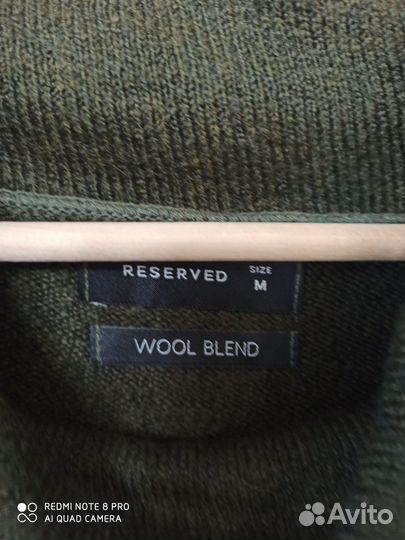 RESERVED SIZE M
WOOL BLEND
REDMI NOTE 8 PRO
AI QUAD CAMERA
Avito